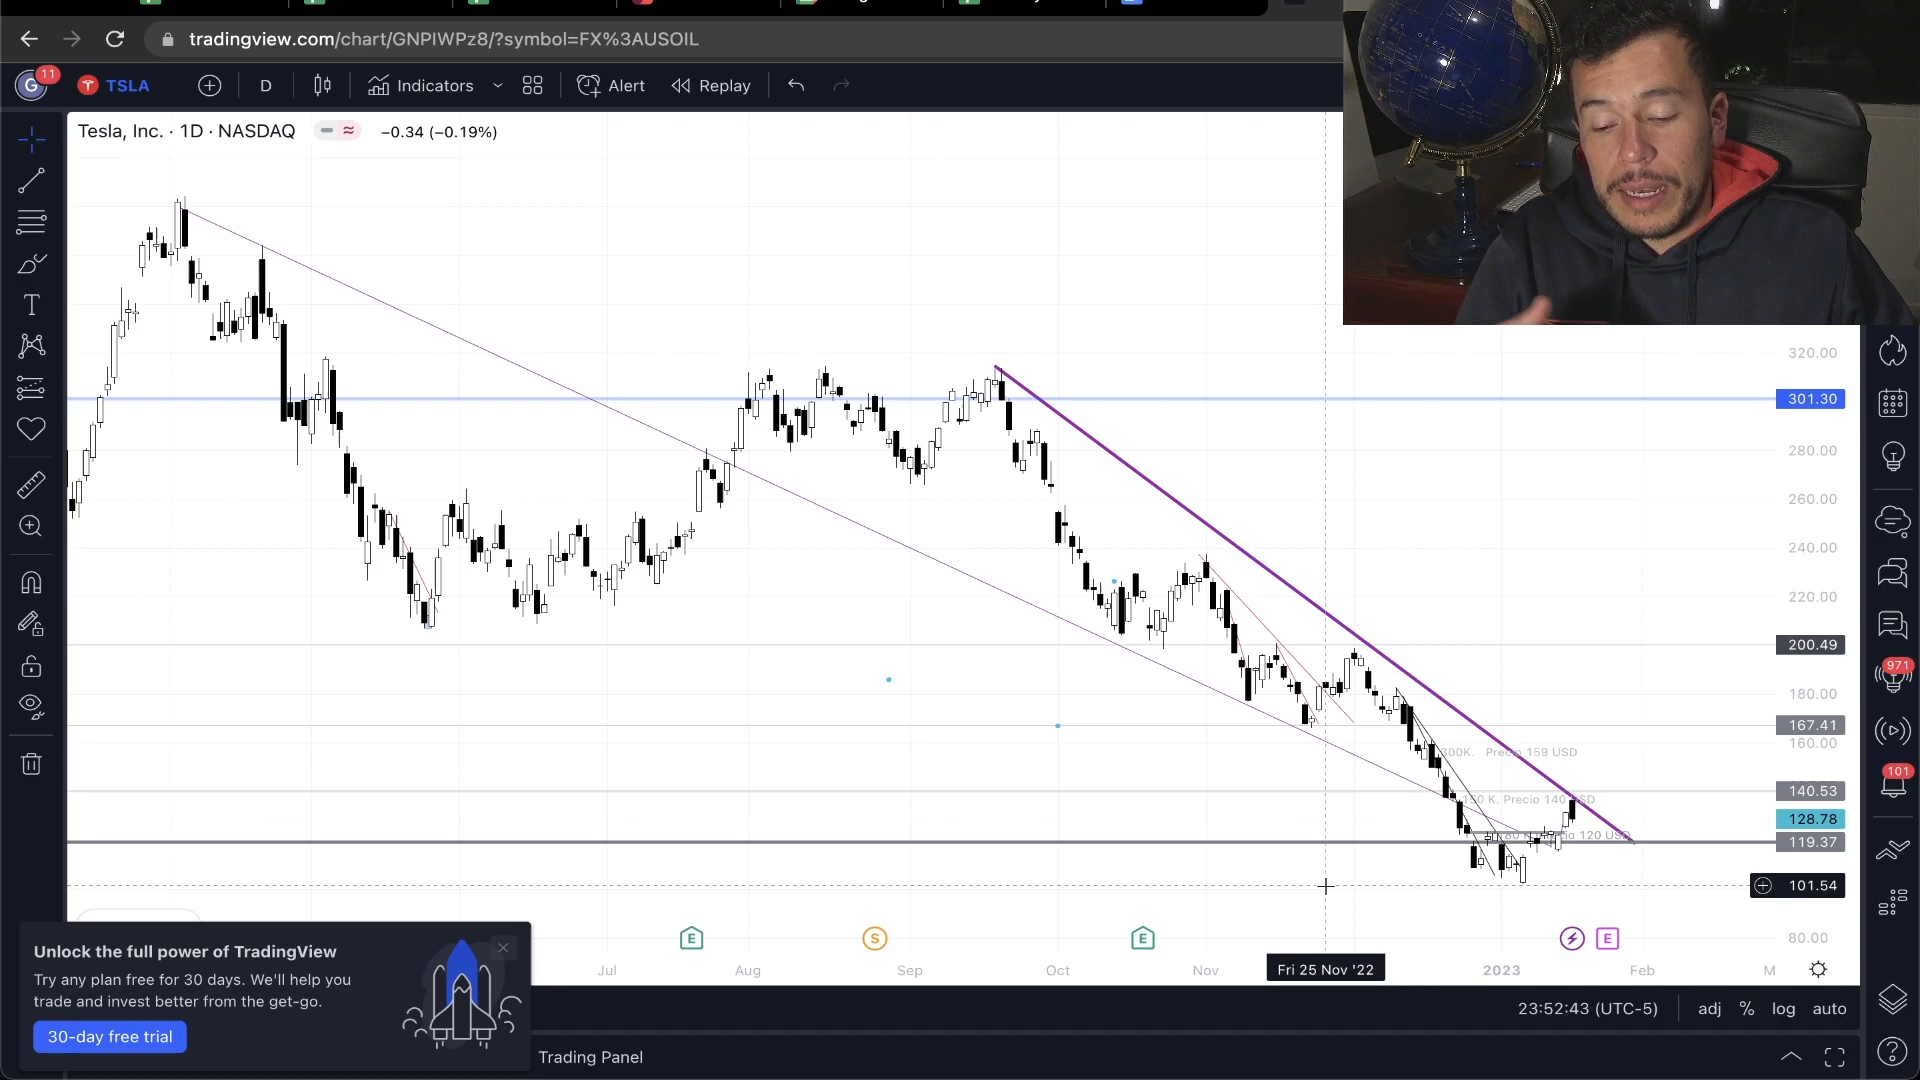 tradingview.com/chart/GNPIWPz8/?symbol=FX%3AUSOIL
G 11 TSLA D Indicators Alert Replay
Tesla, Inc. · 1D · NASDAQ −0.34 (−0.19%)
320.00
301.30
280.00
260.00
240.00
220.00
200.49
180.00
167.41
160.00
300K. Precio 159 USD
140.53
150 K. Precio 140 USD
128.78
120 USD
119.37
101.54
80.00
E S E E
Jul Aug Sep Oct Nov Fri 25 Nov '22 2023 Feb M
971
101
Unlock the full power of TradingView
Try any plan free for 30 days. We'll help you
trade and invest better from the get-go.
30-day free trial
23:52:43 (UTC-5) adj % log auto
Trading Panel